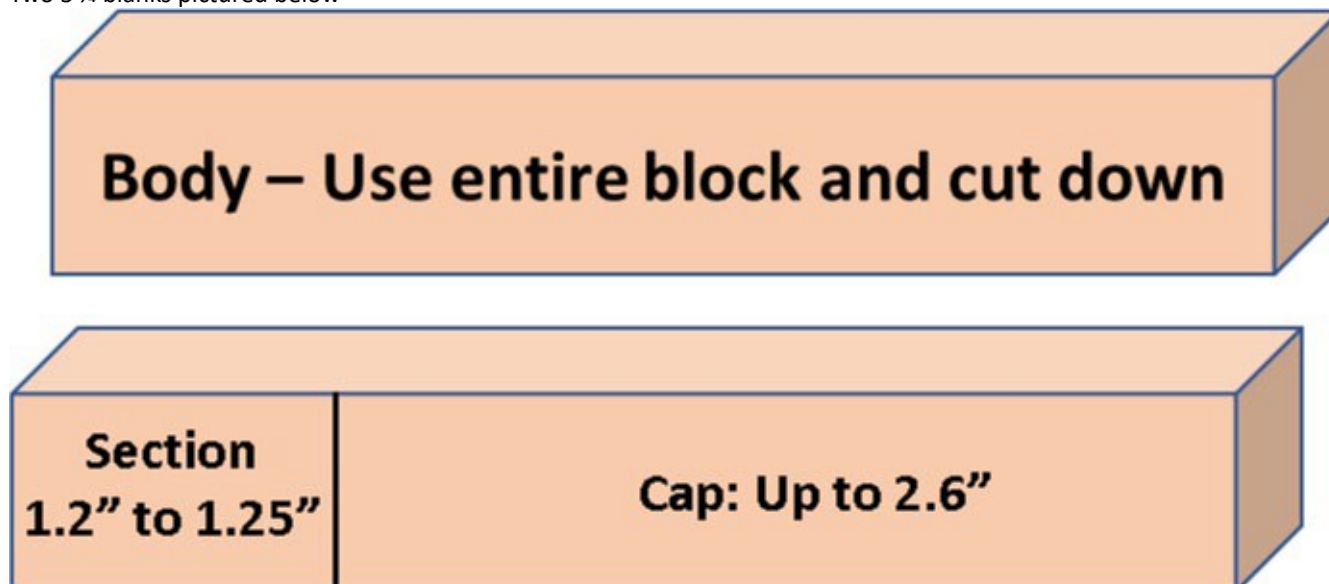 blanks pictured below
Body – Use entire block and cut down
Section
1.2” to 1.25”
Cap: Up to 2.6”